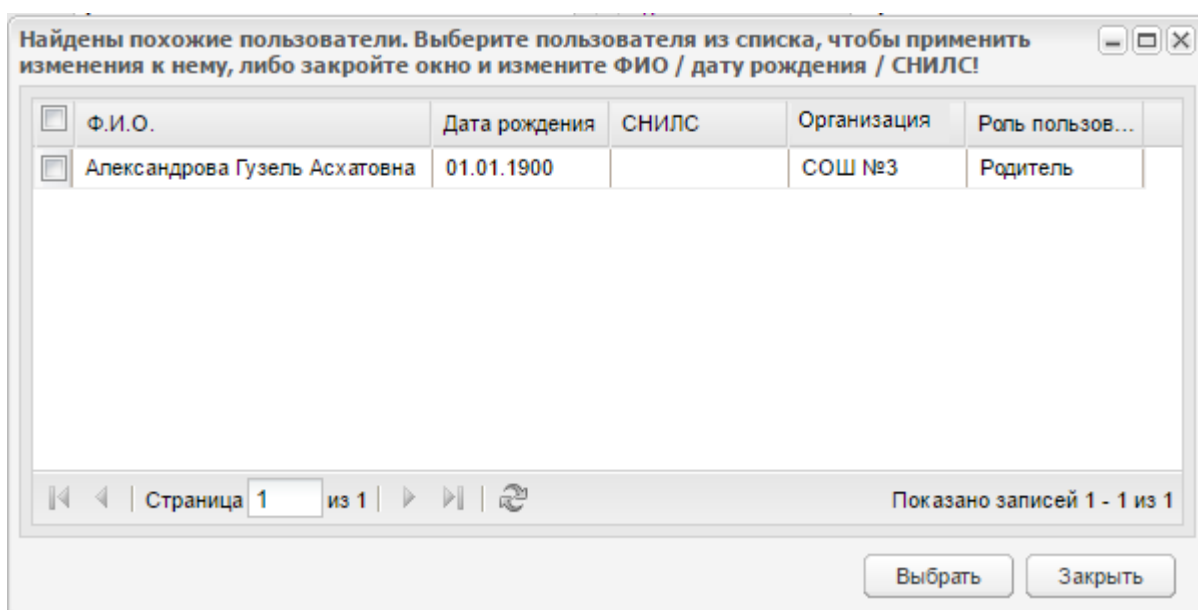 Найдены похожие пользователи. Выберите пользователя из списка, чтобы применить
изменения к нему, либо закройте окно и измените ФИО / дату рождения / СНИЛС!
Ф.И.О. Дата рождения СНИЛС Организация Роль пользов...
Александрова Гузель Асхатовна 01.01.1900 СОШ №3 Родитель
Страница 1 из 1 Показано записей 1 - 1 из 1
Выбрать Закрыть